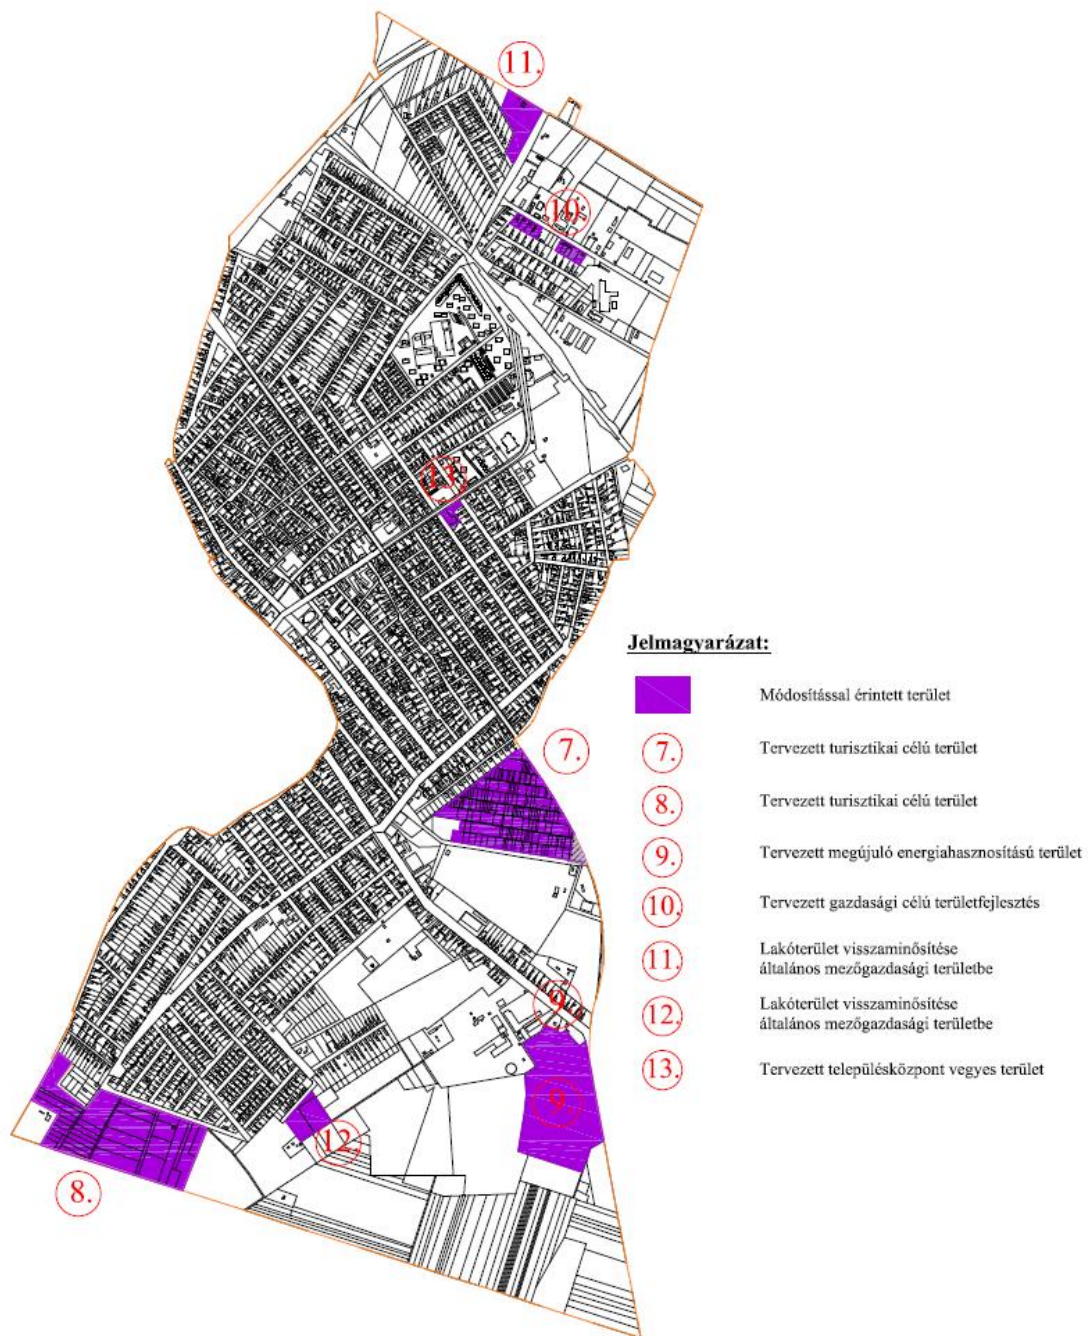 11.
10.
13.
Jelmagyarázat:
Módosítással érintett terület
7.
7. Tervezett turisztikai célú terület
8. Tervezett turisztikai célú terület
9. Tervezett megújuló energiahasznosítású terület
10. Tervezett gazdasági célú területfejlesztés
11. Lakóterület visszaminősítése
általános mezőgazdasági területbe
12. Lakóterület visszaminősítése
általános mezőgazdasági területbe
13. Tervezett településközpont vegyes terület
9.
9.
12.
8.